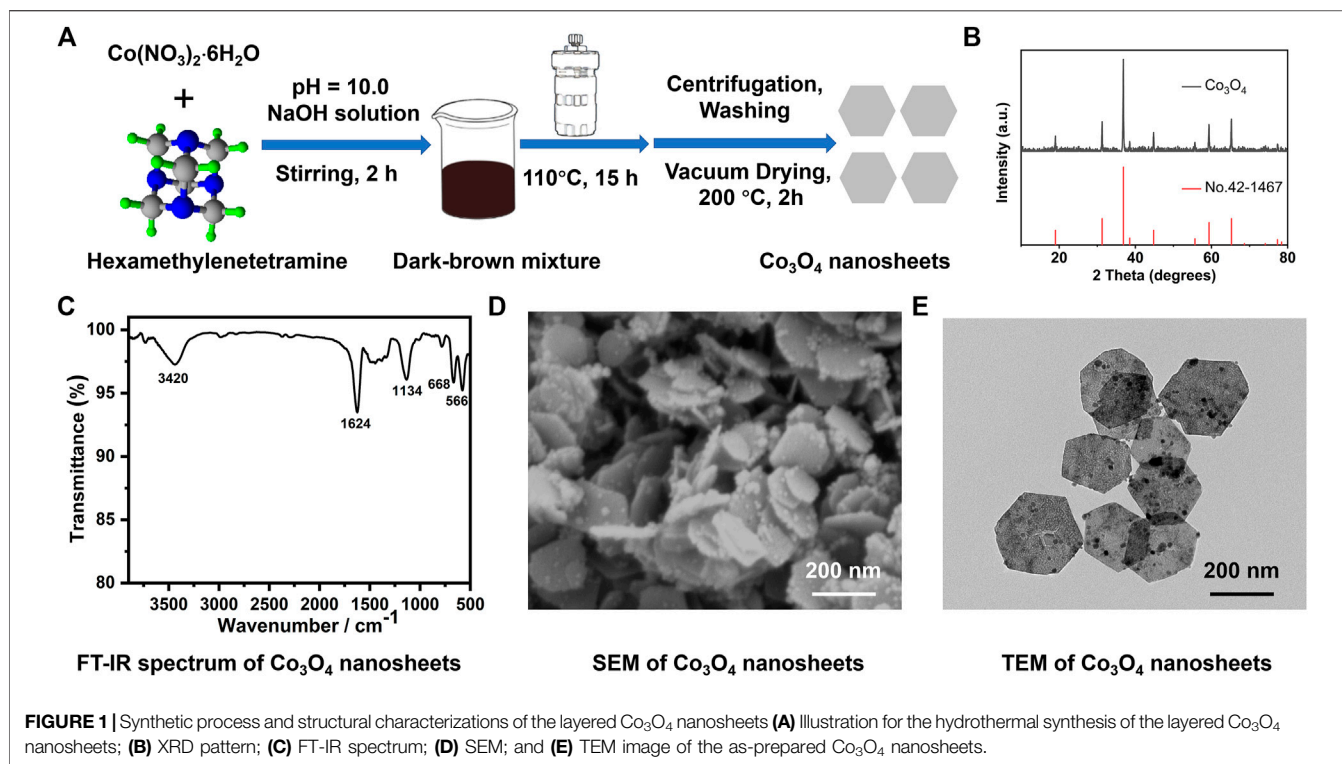 A
Co(NO₃)₂·6H₂O
+
Hexamethylenetetramine
pH = 10.0
NaOH solution
Stirring, 2 h
Dark-brown mixture
110°C, 15 h
Centrifugation,
Washing
Vacuum Drying,
200 °C, 2h
Co₃O₄ nanosheets
B
Intensity (a.u.)
Co₃O₄
No.42-1467
20 40 60 80
2 Theta (degrees)
C
Transmittance (%)
100
95
90
85
80
3420
1624
1134
668
566
3500 3000 2500 2000 1500 1000 500
Wavenumber / cm⁻¹
FT-IR spectrum of Co₃O₄ nanosheets
D
200 nm
SEM of Co₃O₄ nanosheets
E
200 nm
TEM of Co₃O₄ nanosheets
FIGURE 1 | Synthetic process and structural characterizations of the layered Co₃O₄ nanosheets (A) Illustration for the hydrothermal synthesis of the layered Co₃O₄
nanosheets; (B) XRD pattern; (C) FT-IR spectrum; (D) SEM; and (E) TEM image of the as-prepared Co₃O₄ nanosheets.